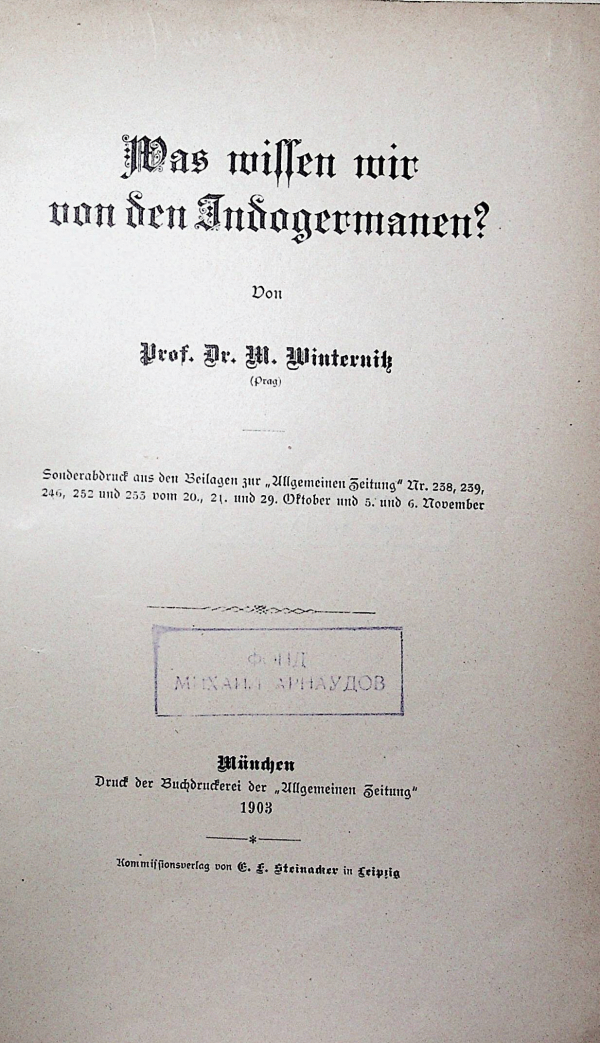 Was wiſſen wir
von den Indogermanen?
Von
Prof. Dr. M. Winternitz
(Prag)
Sonderabdruck aus den Beilagen zur „Allgemeinen Zeitung“ Nr. 238, 239,
246, 252 und 253 vom 20., 21. und 29. Oktober und 5. und 6. November
ФОНД
МИХАИЛ АРНАУДОВ
München
Druck der Buchdruckerei der „Allgemeinen Zeitung“
1903
Kommiſſionsverlag von E. F. Steinacker in Leipzig